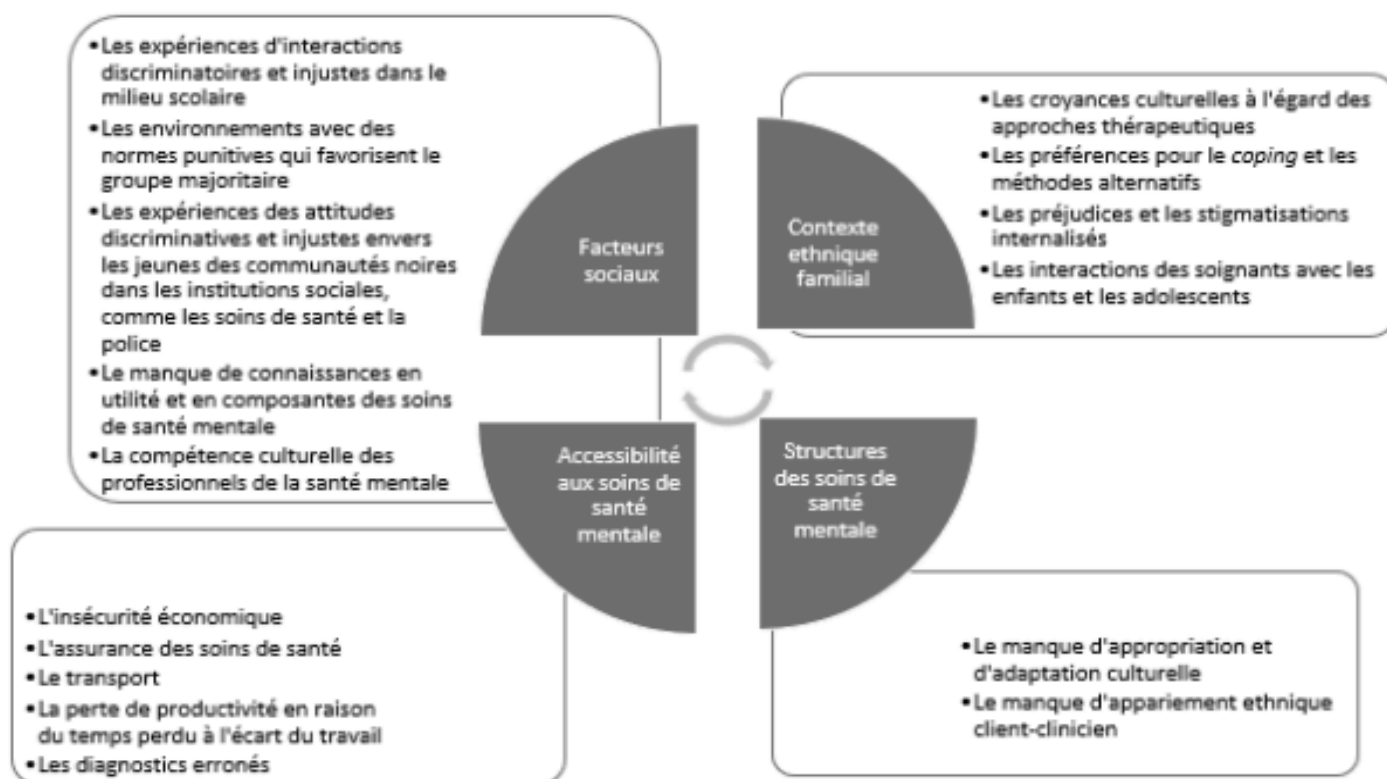 •Les expériences d'interactions
discriminatoires et injustes dans le
milieu scolaire
•Les environnements avec des
normes punitives qui favorisent le
groupe majoritaire
•Les expériences des attitudes
discriminatives et injustes envers
les jeunes des communautés noires
dans les institutions sociales,
comme les soins de santé et la
police
•Le manque de connaissances en
utilité et en composantes des soins
de santé mentale
•La compétence culturelle des
professionnels de la santé mentale
Facteurs
sociaux
Contexte
ethnique
familial
•Les croyances culturelles à l'égard des
approches thérapeutiques
•Les préférences pour le coping et les
méthodes alternatifs
•Les préjudices et les stigmatisations
internalisés
•Les interactions des soignants avec les
enfants et les adolescents
Accessibilité
aux soins de
santé
mentale
Structures
des soins de
santé
mentale
•L'insécurité économique
•L'assurance des soins de santé
•Le transport
•La perte de productivité en raison
du temps perdu à l'écart du travail
•Les diagnostics erronés
•Le manque d'appropriation et
d'adaptation culturelle
•Le manque d'appariement ethnique
client-clinicien